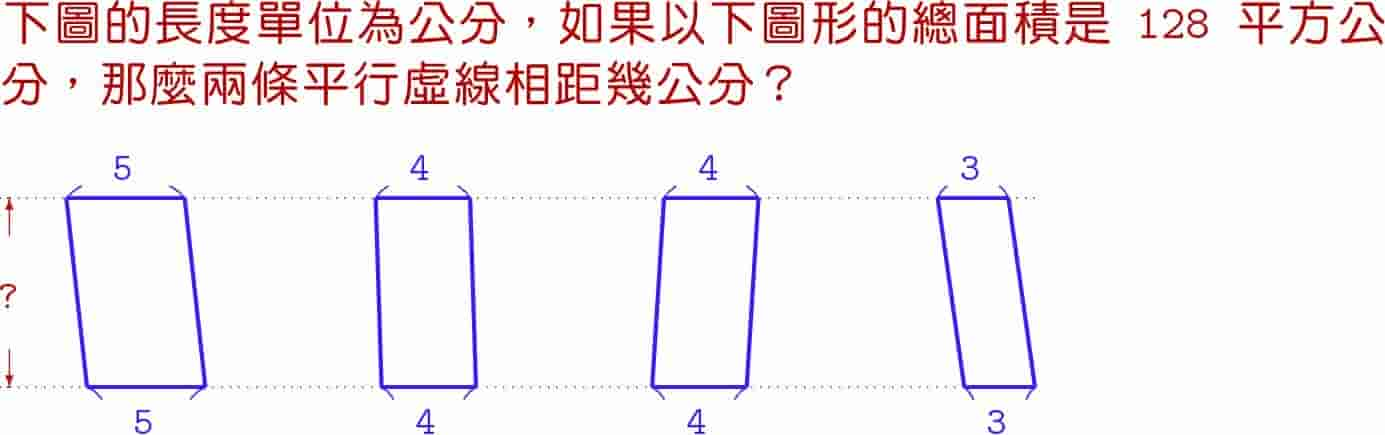 下圖的長度單位為公分，如果以下圖形的總面積是 128 平方公
分，那麼兩條平行虛線相距幾公分？
5 4 4 3
?
5 4 4 3